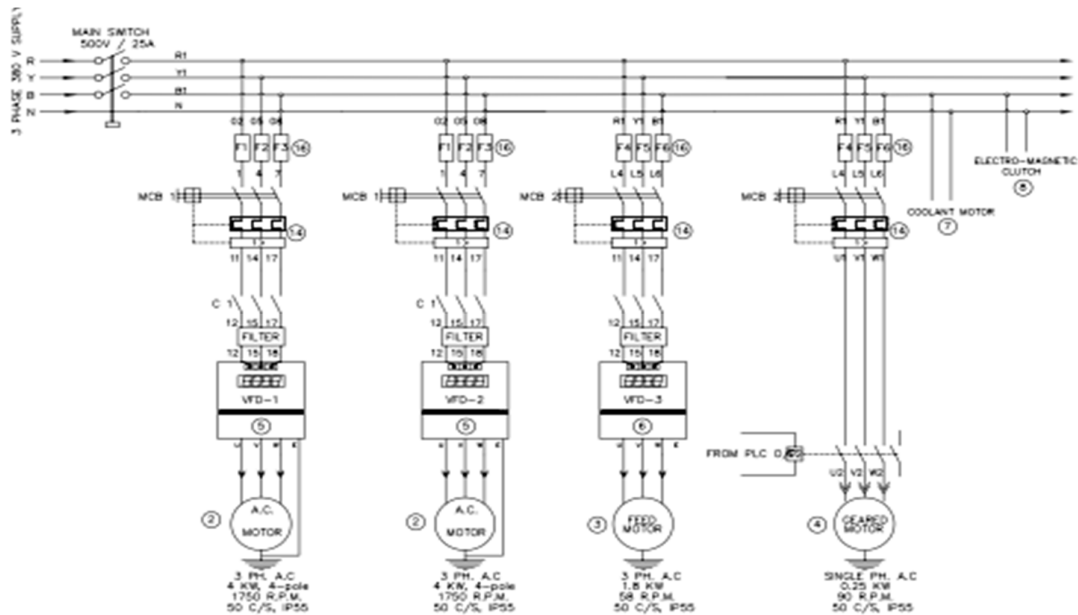 3 PHASE 380 V SUPPLY
MAIN SWITCH
500V / 25A
R
Y
B
N
R1
Y1
B1
N
02 05 08
F1 F2 F3 16
1 4 7
MCB 1
14
11 14 17
C 1
12 15 17
FILTER
12 15 18
VFD-1
5
U V W E
2
A.C.
MOTOR
3 PH. A.C
4 KW, 4-pole
1750 R.P.M.
50 C/S, IP55
02 05 08
F1 F2 F3 16
1 4 7
MCB 1
14
11 14 17
C 1
12 15 17
FILTER
12 15 18
VFD-2
5
U V W E
2
A.C.
MOTOR
3 PH. A.C
4 KW, 4-pole
1750 R.P.M.
50 C/S, IP55
R1 Y1 B1
F4 F5 F6 16
L4 L5 L6
MCB 2
14
11 14 17
12 15 17
FILTER
12 15 18
VFD-3
6
U V W E
3
FEED
MOTOR
3 PH. A.C
1.8 KW
58 R.P.M.
50 C/S, IP55
R1 Y1 B1
F4 F5 F6 16
L4 L5 L6
MCB 2
14
U1 V1 W1
FROM PLC
U2 V2 W2
4
GEARED
MOTOR
SINGLE PH. A.C
0.25 KW
90 R.P.M.
50 C/S, IP55
COOLANT MOTOR
7
ELECTRO-MAGNETIC
CLUTCH
8